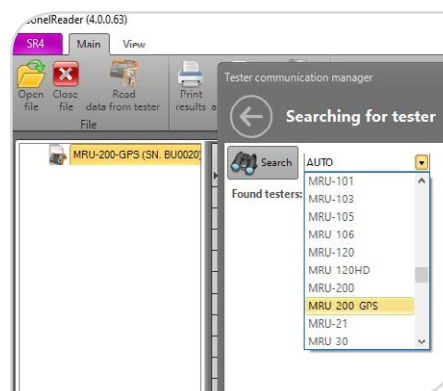 SonelReader (4.0.0.63)
SR4 Main View
Open file
Close file
Read data from tester
Print results
File
MRU-200-GPS (SN. BU0020
Tester communication manager
Searching for tester
Search
AUTO
Found testers:
MRU-101
MRU-103
MRU-105
MRU 106
MRU-120
MRU 120HD
MRU-200
MRU 200 GPS
MRU-21
MRU 30